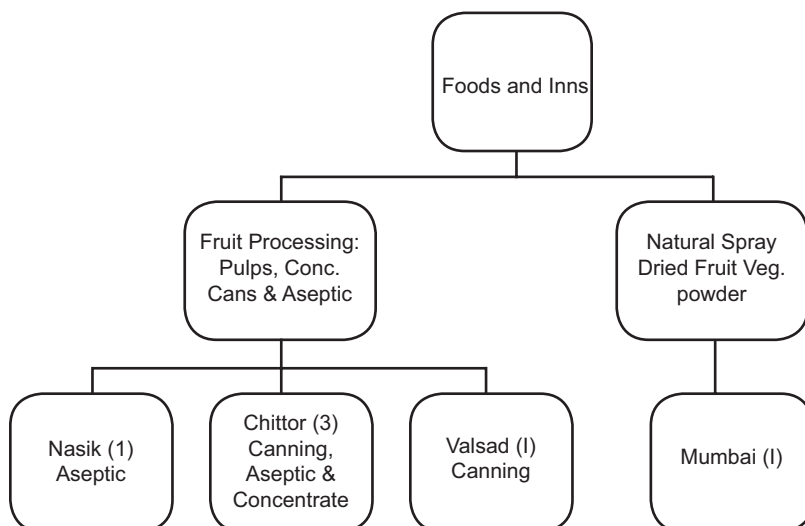 Foods and Inns
Fruit Processing:
Pulps, Conc.
Cans & Aseptic
Natural Spray
Dried Fruit Veg.
powder
Nasik (1)
Aseptic
Chittor (3)
Canning,
Aseptic &
Concentrate
Valsad (I)
Canning
Mumbai (I)